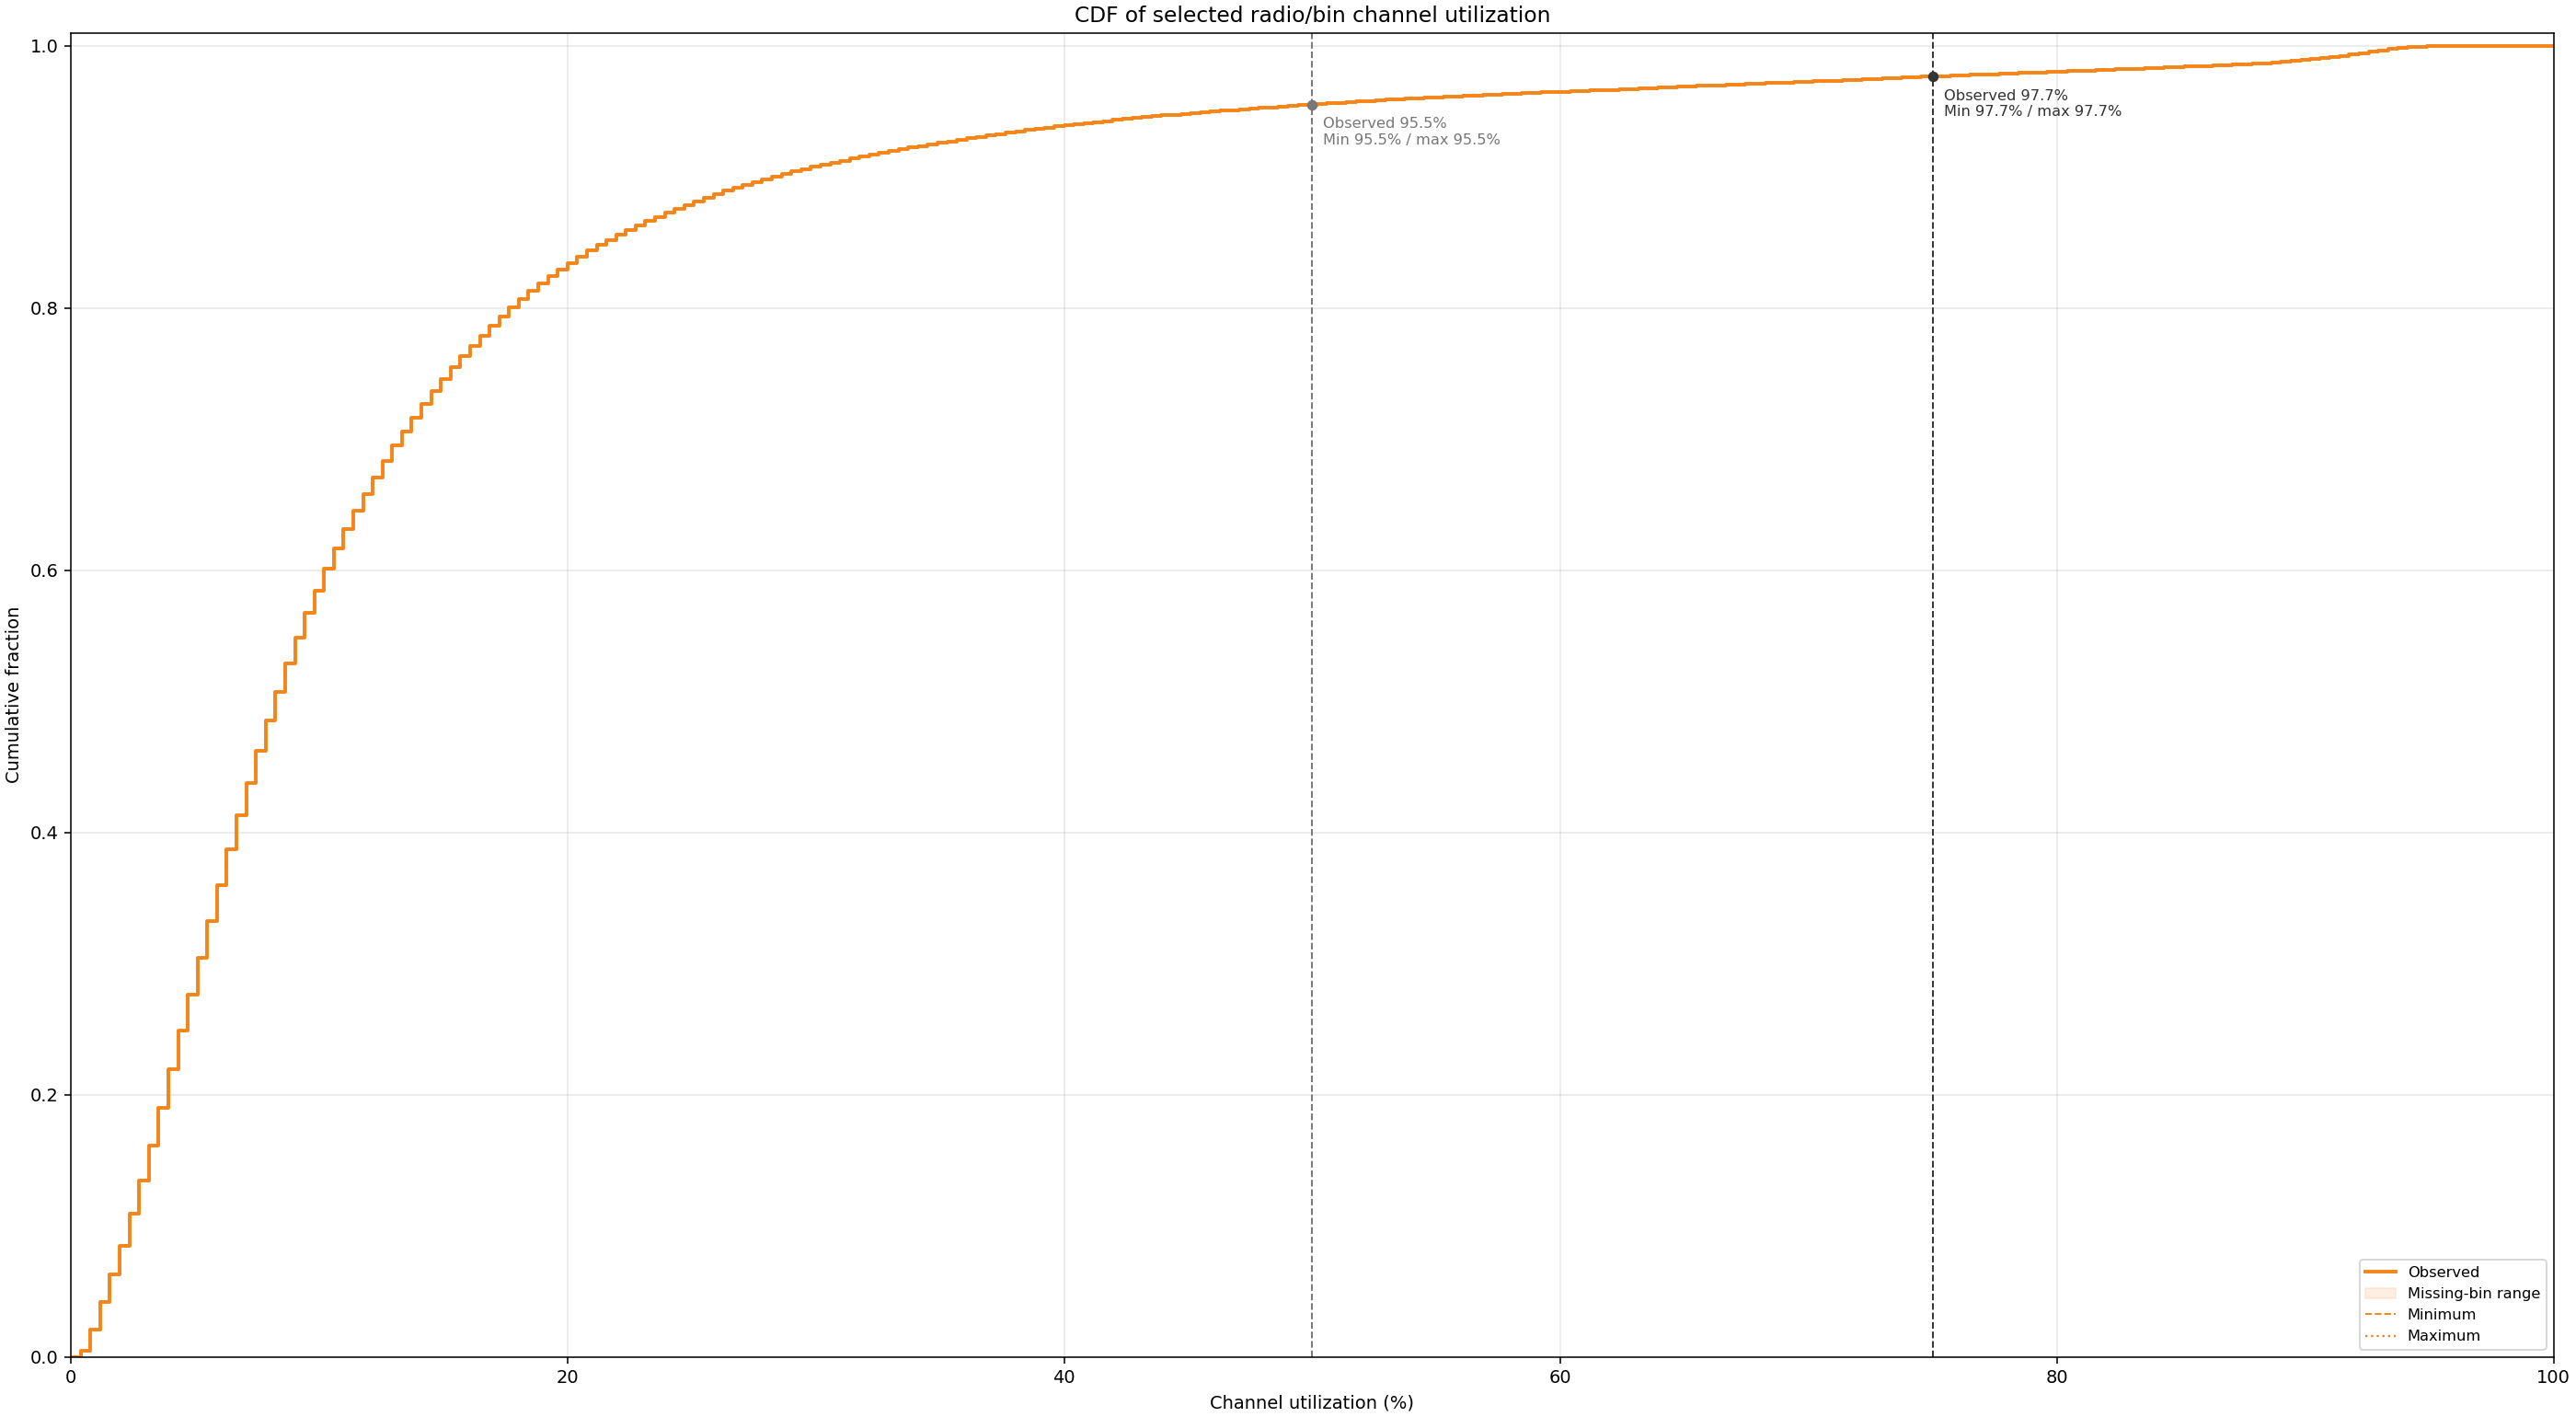 CDF of selected radio/bin channel utilization
1.0
0.8
0.6
0.4
0.2
0.0
Cumulative fraction
Observed 95.5%
Min 95.5% / max 95.5%
Observed 97.7%
Min 97.7% / max 97.7%
Observed
Missing-bin range
Minimum
Maximum
0 20 40 60 80 100
Channel utilization (%)